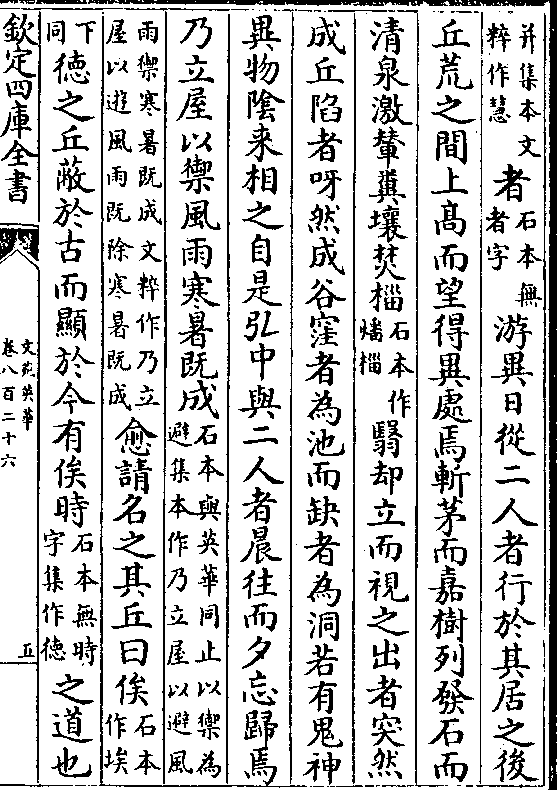 并集本文粹作慧者石本無者字游異日從二人者行於其居之後
丘荒之間上髙而望得異處焉斬茅而嘉樹列發石而
清泉激輦糞壤焚椔石本作燔椔翳却立而視之出者突然
成丘陷者呀然成谷窪者為池而缺者為洞若有鬼神
異物陰来相之自是弘中與二人者晨往而夕忘歸焉
乃立屋以禦風雨寒暑既成石本與英華同止以禦為避集本作乃立屋以避風
雨禦寒暑既成文粹作乃立屋以避風雨既除寒暑既成愈請名之其丘曰俟石本作埃
下同德之丘蔽於古而顯於今有俟時石本無時字集作德之道也
欽定四庫全書
文苑英華
卷八百二十六
五